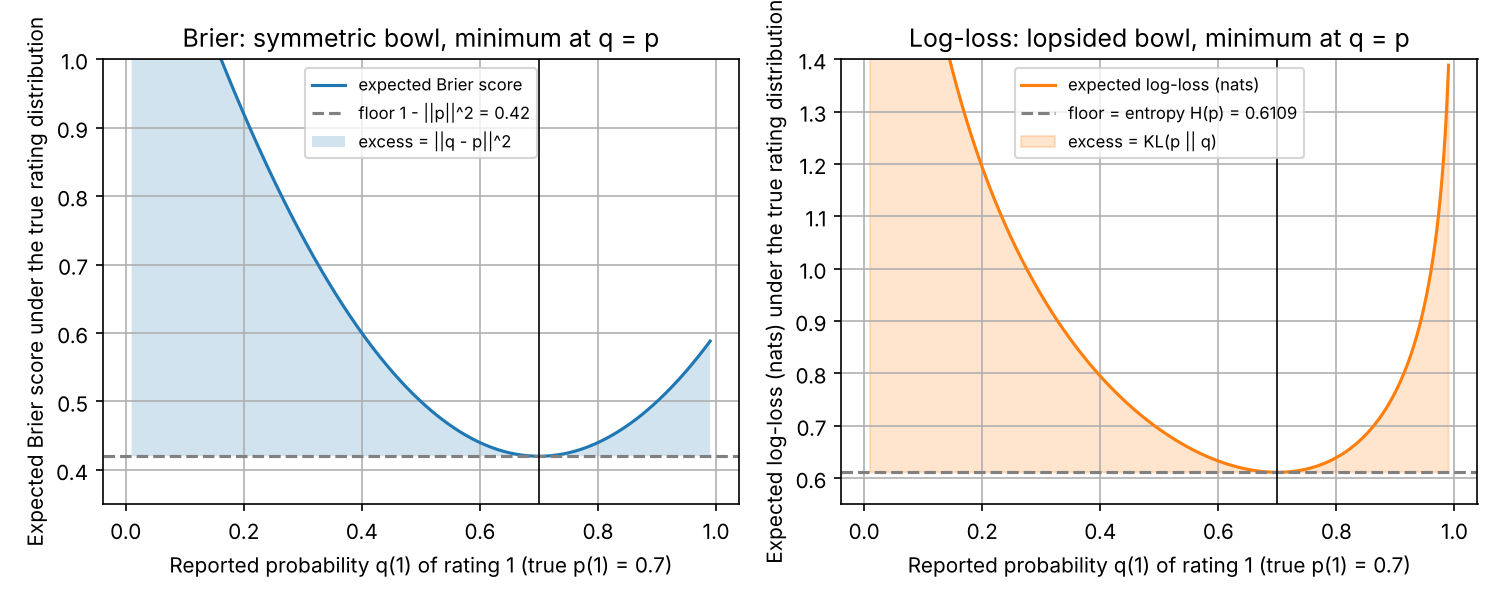 Brier: symmetric bowl, minimum at q = p
Expected Brier score under the true rating distribution
1.0
0.9
0.8
0.7
0.6
0.5
0.4
expected Brier score
floor 1 - ||p||^2 = 0.42
excess = ||q - p||^2
0.0 0.2 0.4 0.6 0.8 1.0
Reported probability q(1) of rating 1 (true p(1) = 0.7)
Log-loss: lopsided bowl, minimum at q = p
Expected log-loss (nats) under the true rating distribution
1.4
1.3
1.2
1.1
1.0
0.9
0.8
0.7
0.6
expected log-loss (nats)
floor = entropy H(p) = 0.6109
excess = KL(p || q)
0.0 0.2 0.4 0.6 0.8 1.0
Reported probability q(1) of rating 1 (true p(1) = 0.7)